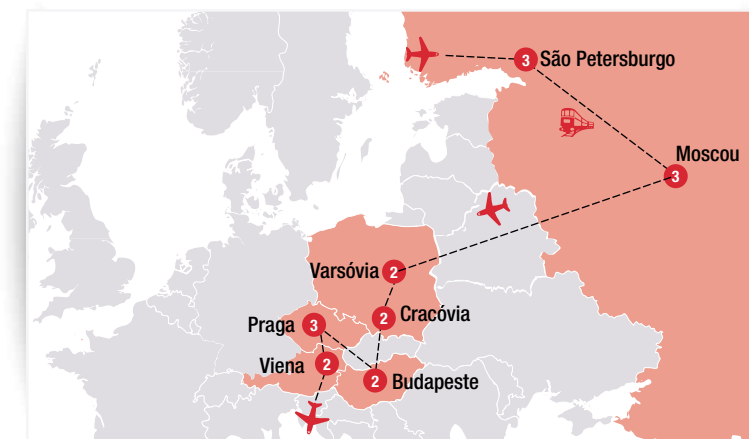 3 São Petersburgo
Moscou
3
Varsóvia 2
2 Cracóvia
Praga 3
Viena 2
2 Budapeste